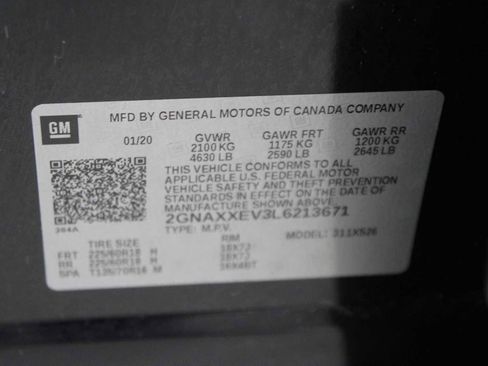 GM
MFD BY GENERAL MOTORS OF CANADA COMPANY
01/20 GVWR GAWR FRT GAWR RR
2100 KG 1175 KG 1200 KG
4630 LB 2590 LB 2645 LB
THIS VEHICLE CONFORMS TO ALL
APPLICABLE U.S. FEDERAL MOTOR
VEHICLE SAFETY AND THEFT PREVENTION
STANDARDS IN EFFECT ON THE DATE OF
MANUFACTURE SHOWN ABOVE.
2GNAXXEV3L6213671
TYPE: M.P.V. MODEL: 311XS26
TIRE SIZE RIM
FRT 225/60R18 H 18X7J
RR 225/60R18 H 18X7J
SPA T135/70R16 M 16X4BT